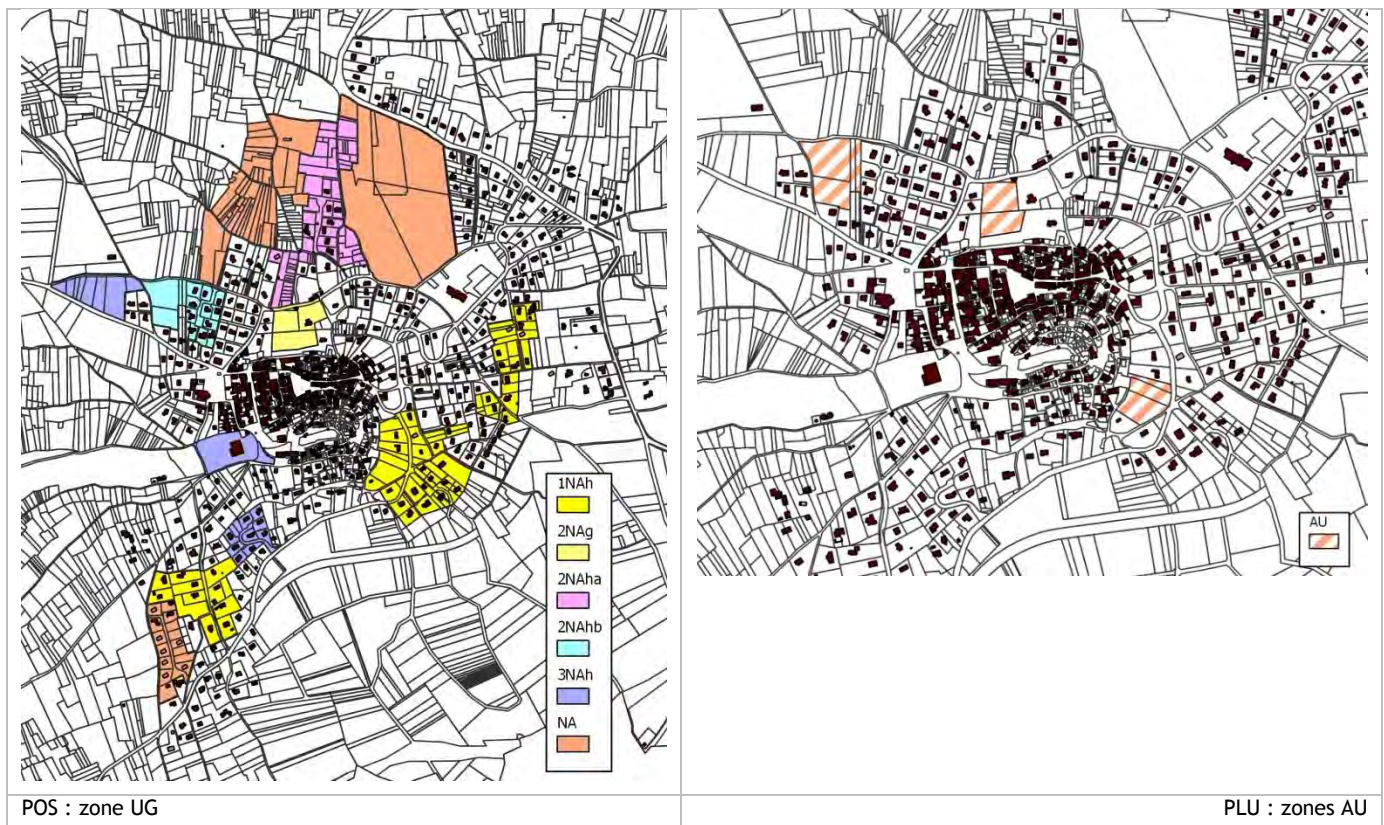 1NAh
2NAg
2NAha
2NAhb
3NAh
NA
AU
POS : zone UG
PLU : zones AU